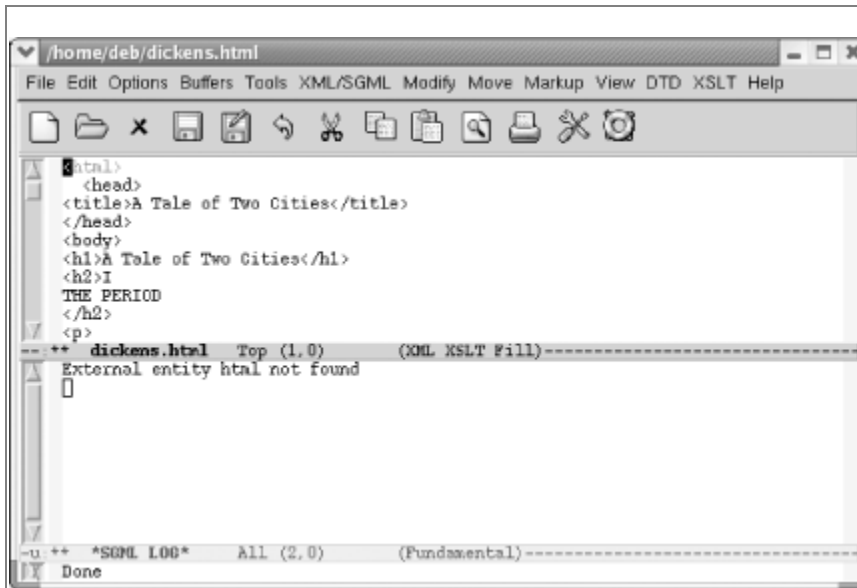 /home/deb/dickens.html
File Edit Options Buffers Tools XML/SGML Modify Move Markup View DTD XSLT Help
<html>
<head>
<title>A Tale of Two Cities</title>
</head>
<body>
<h1>A Tale of Two Cities</h1>
<h2>I
THE PERIOD
</h2>
<p>
--:++ dickens.html Top (1,0) (XML XSLT Fill)--------------------------------
External entity html not found
-u:++ *SGML LOG* All (2,0) (Fundamental)----------------------------------
Done